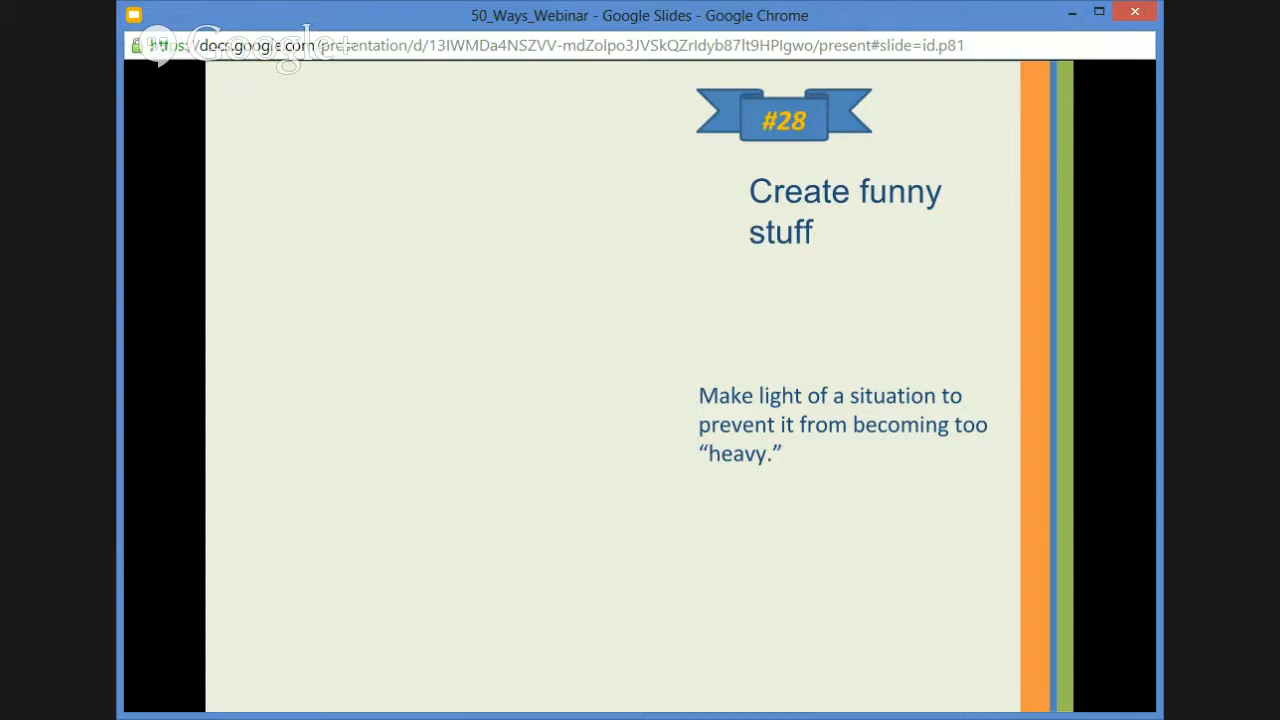 50_Ways_Webinar - Google Slides - Google Chrome
https://docs.google.com/presentation/d/13IWMDa4NSZVV-mdZolpo3JVSkQZrIdyb87lt9HPIgwo/present#slide=id.p81
Google+
#28
Create funny
stuff
Make light of a situation to
prevent it from becoming too
“heavy.”